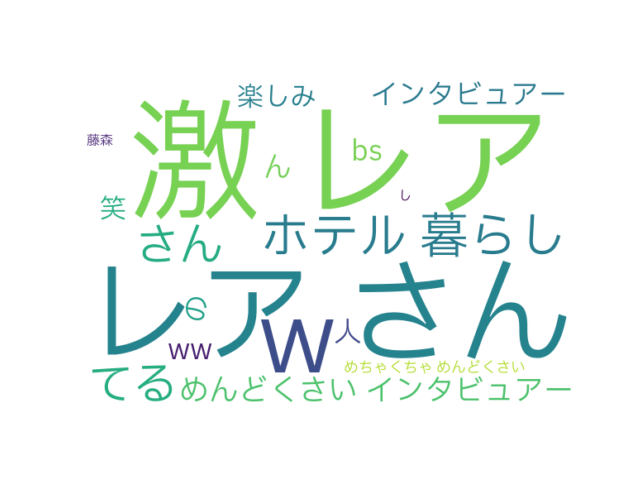 楽しみ インタビュアー
激レア
藤森
bs
ん
し
笑
さん
ホテル 暮らし
レアさん
w
人
ww
めちゃくちゃ めんどくさい
てる
めんどくさい インタビュアー